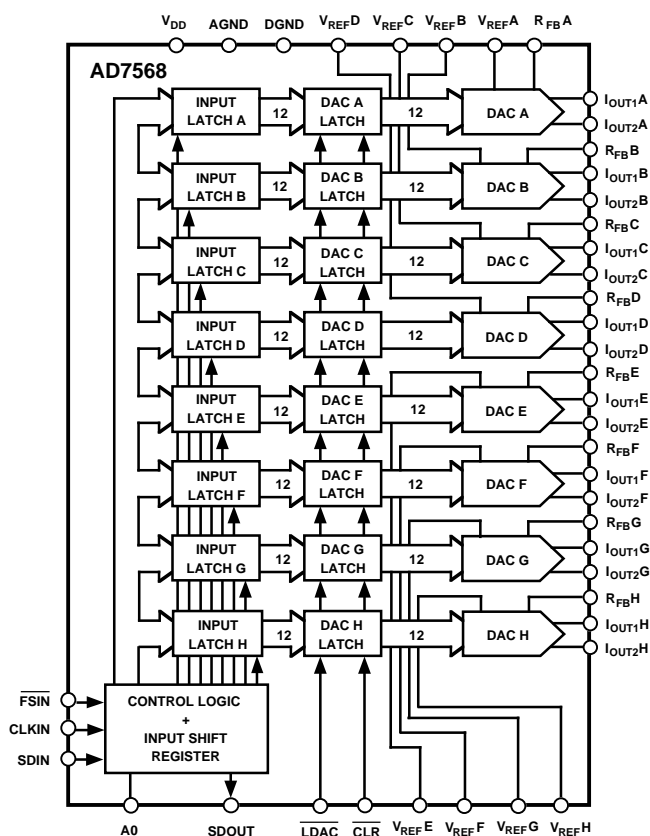 VDD AGND DGND VREFD VREFC VREFB VREFA RFBA
AD7568
INPUT LATCH A
12
DAC A LATCH
12
DAC A
IOUT1A
IOUT2A
RFBB
INPUT LATCH B
12
DAC B LATCH
12
DAC B
IOUT1B
IOUT2B
RFBC
INPUT LATCH C
12
DAC C LATCH
12
DAC C
IOUT1C
IOUT2C
RFBD
INPUT LATCH D
12
DAC D LATCH
12
DAC D
IOUT1D
IOUT2D
RFBE
INPUT LATCH E
12
DAC E LATCH
12
DAC E
IOUT1E
IOUT2E
RFBF
INPUT LATCH F
12
DAC F LATCH
12
DAC F
IOUT1F
IOUT2F
RFBG
INPUT LATCH G
12
DAC G LATCH
12
DAC G
IOUT1G
IOUT2G
RFBH
INPUT LATCH H
12
DAC H LATCH
12
DAC H
IOUT1H
IOUT2H
FSIN
CLKIN
SDIN
CONTROL LOGIC
+
INPUT SHIFT
REGISTER
A0 SDOUT LDAC CLR VREFE VREFF VREFG VREFH